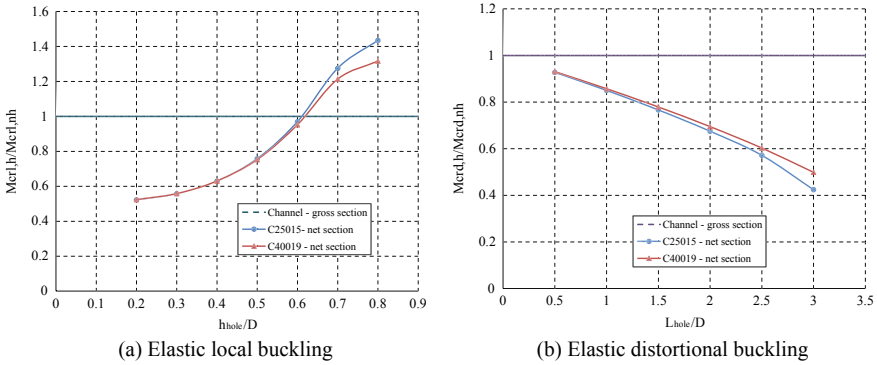 Mcrl,h/Mcrl,nh
1.6
1.4
1.2
1
0.8
0.6
0.4
0.2
0
Channel - gross section
C25015- net section
C40019 - net section
0 0.1 0.2 0.3 0.4 0.5 0.6 0.7 0.8 0.9
hhole/D
(a) Elastic local buckling
Mcrd,h/Mcrd,nh
1.2
1
0.8
0.6
0.4
0.2
0
Channel - gross section
C25015 - net section
C40019 - net section
0 0.5 1 1.5 2 2.5 3 3.5
Lhole/D
(b) Elastic distortional buckling